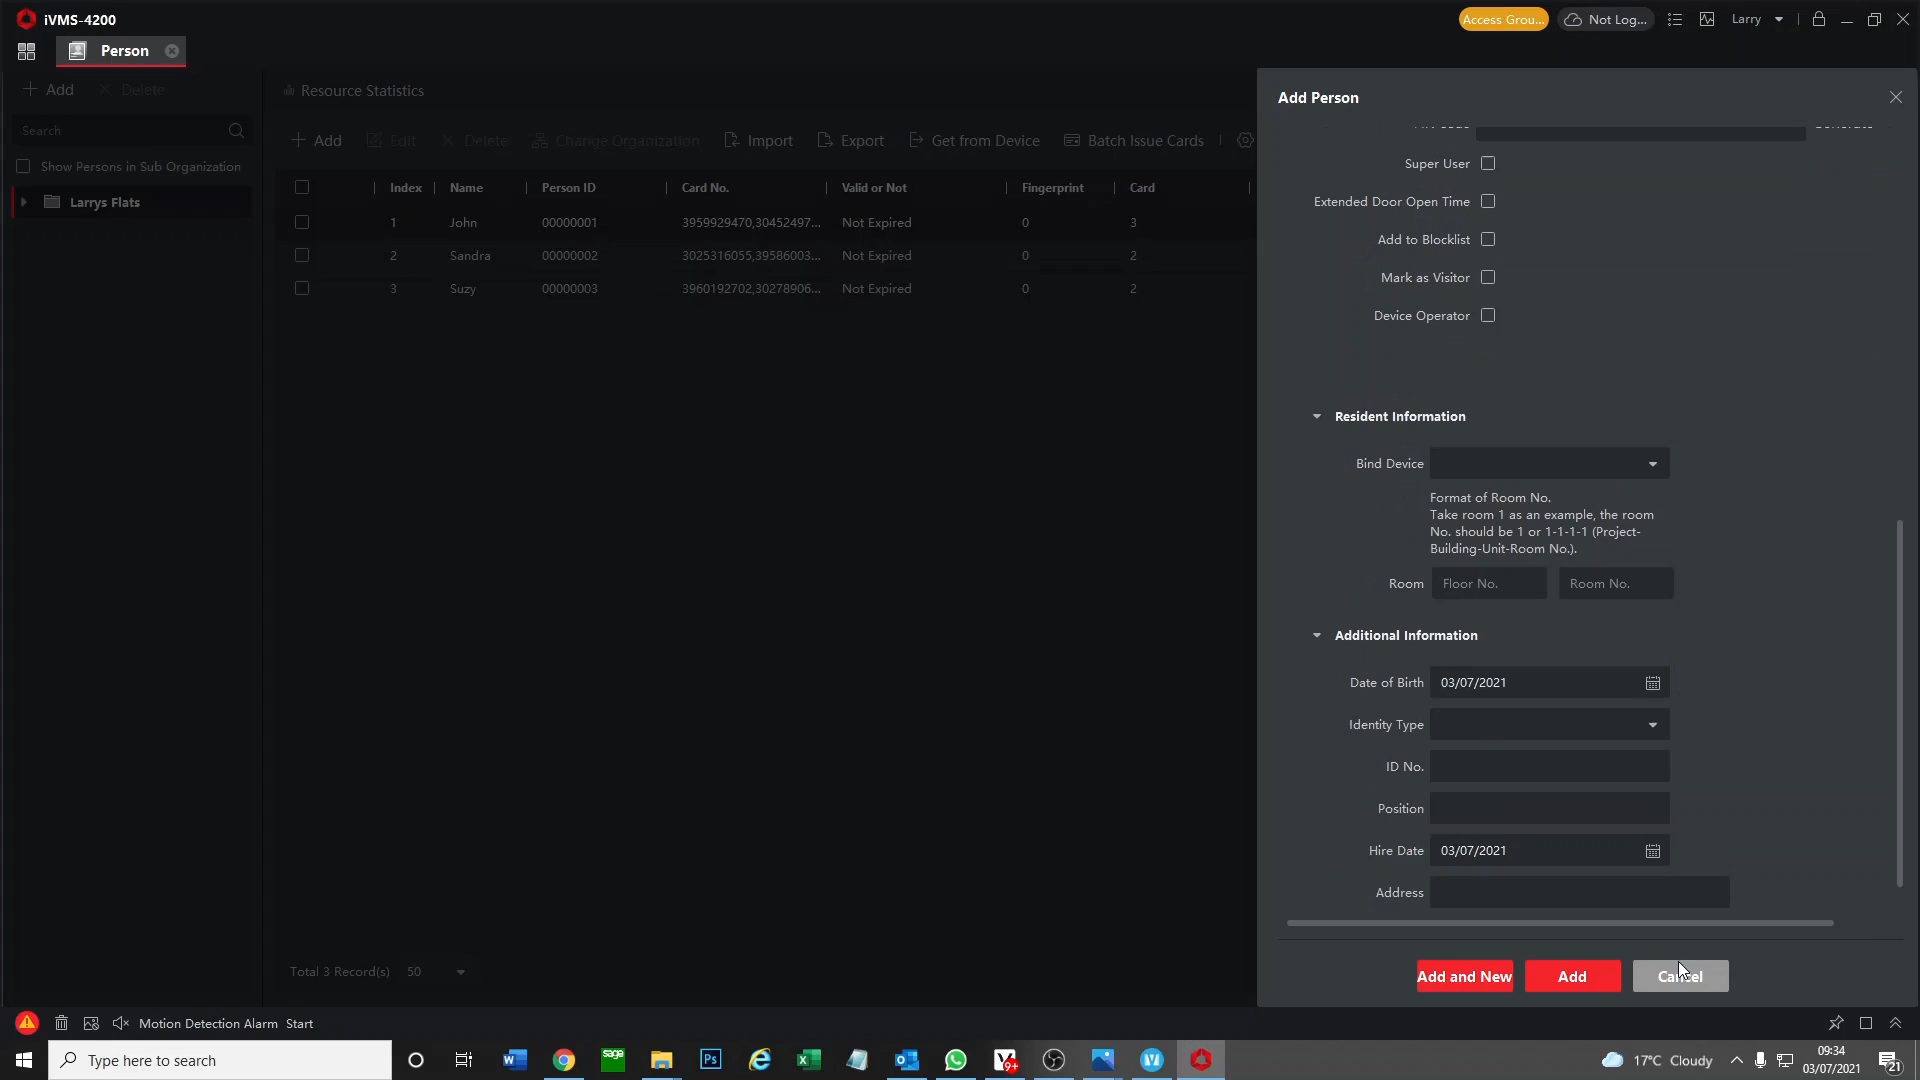 iVMS-4200
Access Grou...
Not Log...
Larry
Person
Add
Delete
Search
Show Persons in Sub Organization
Larrys Flats
Resource Statistics
Add
Edit
Delete
Change Organization
Import
Export
Get from Device
Batch Issue Cards
Index
Name
Person ID
Card No.
Valid or Not
Fingerprint
Card
1 John 00000001 3959929470,30452497... Not Expired 0 3
2 Sandra 00000002 3025316055,39586003... Not Expired 0 2
3 Suzy 00000003 3960192702,30278906... Not Expired 0 2
Total 3 Record(s) 50
Add Person
Super User
Extended Door Open Time
Add to Blocklist
Mark as Visitor
Device Operator
Resident Information
Bind Device
Format of Room No.
Take room 1 as an example, the room
No. should be 1 or 1-1-1-1 (Project-
Building-Unit-Room No.).
Room Floor No. Room No.
Additional Information
Date of Birth 03/07/2021
Identity Type
ID No.
Position
Hire Date 03/07/2021
Address
Add and New
Add
Cancel
Motion Detection Alarm Start
Type here to search
sage
Ps
9+
17°C Cloudy
09:34
03/07/2021
21